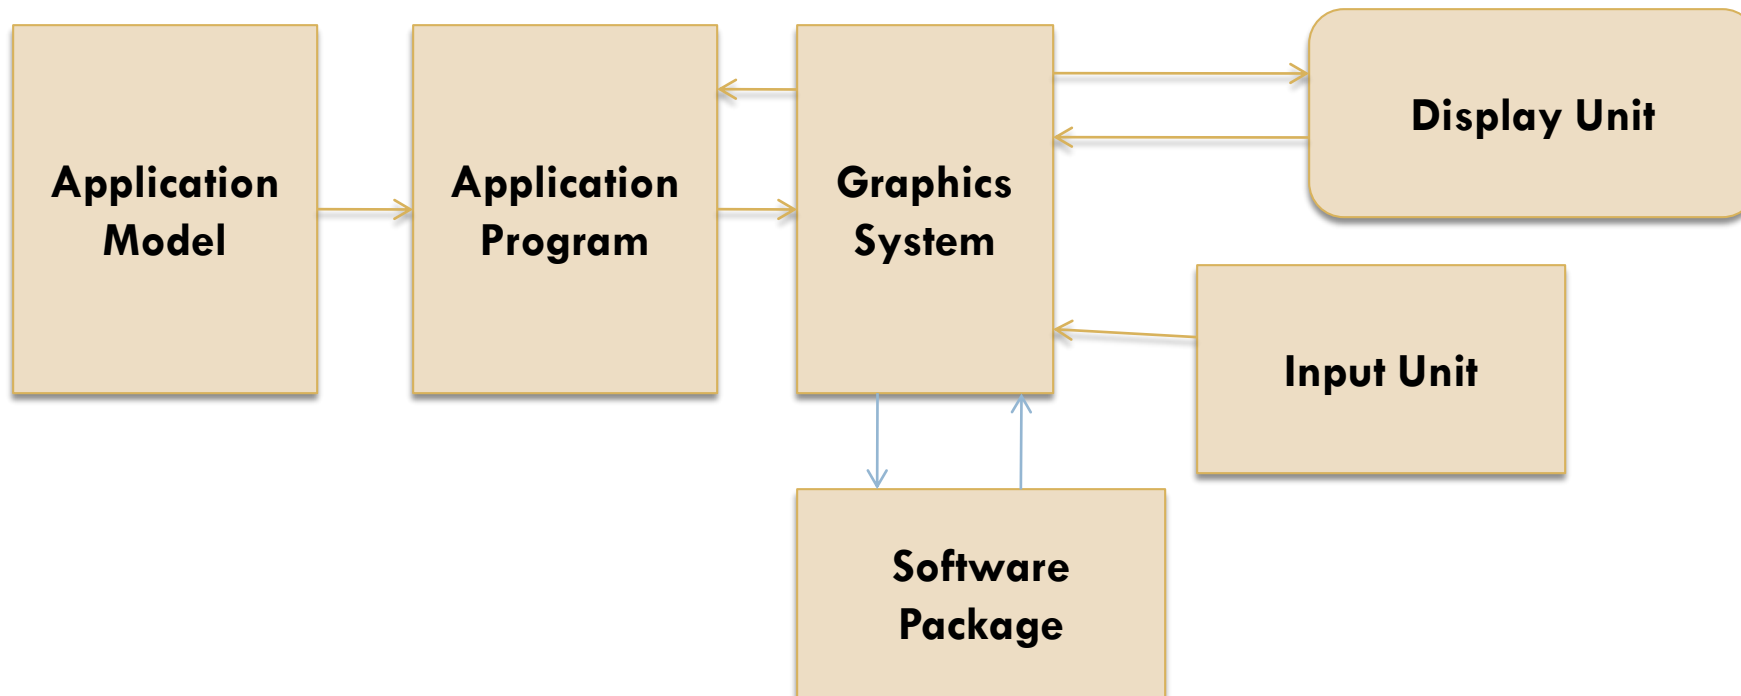 Application
Model
Application
Program
Graphics
System
Display Unit
Input Unit
Software
Package